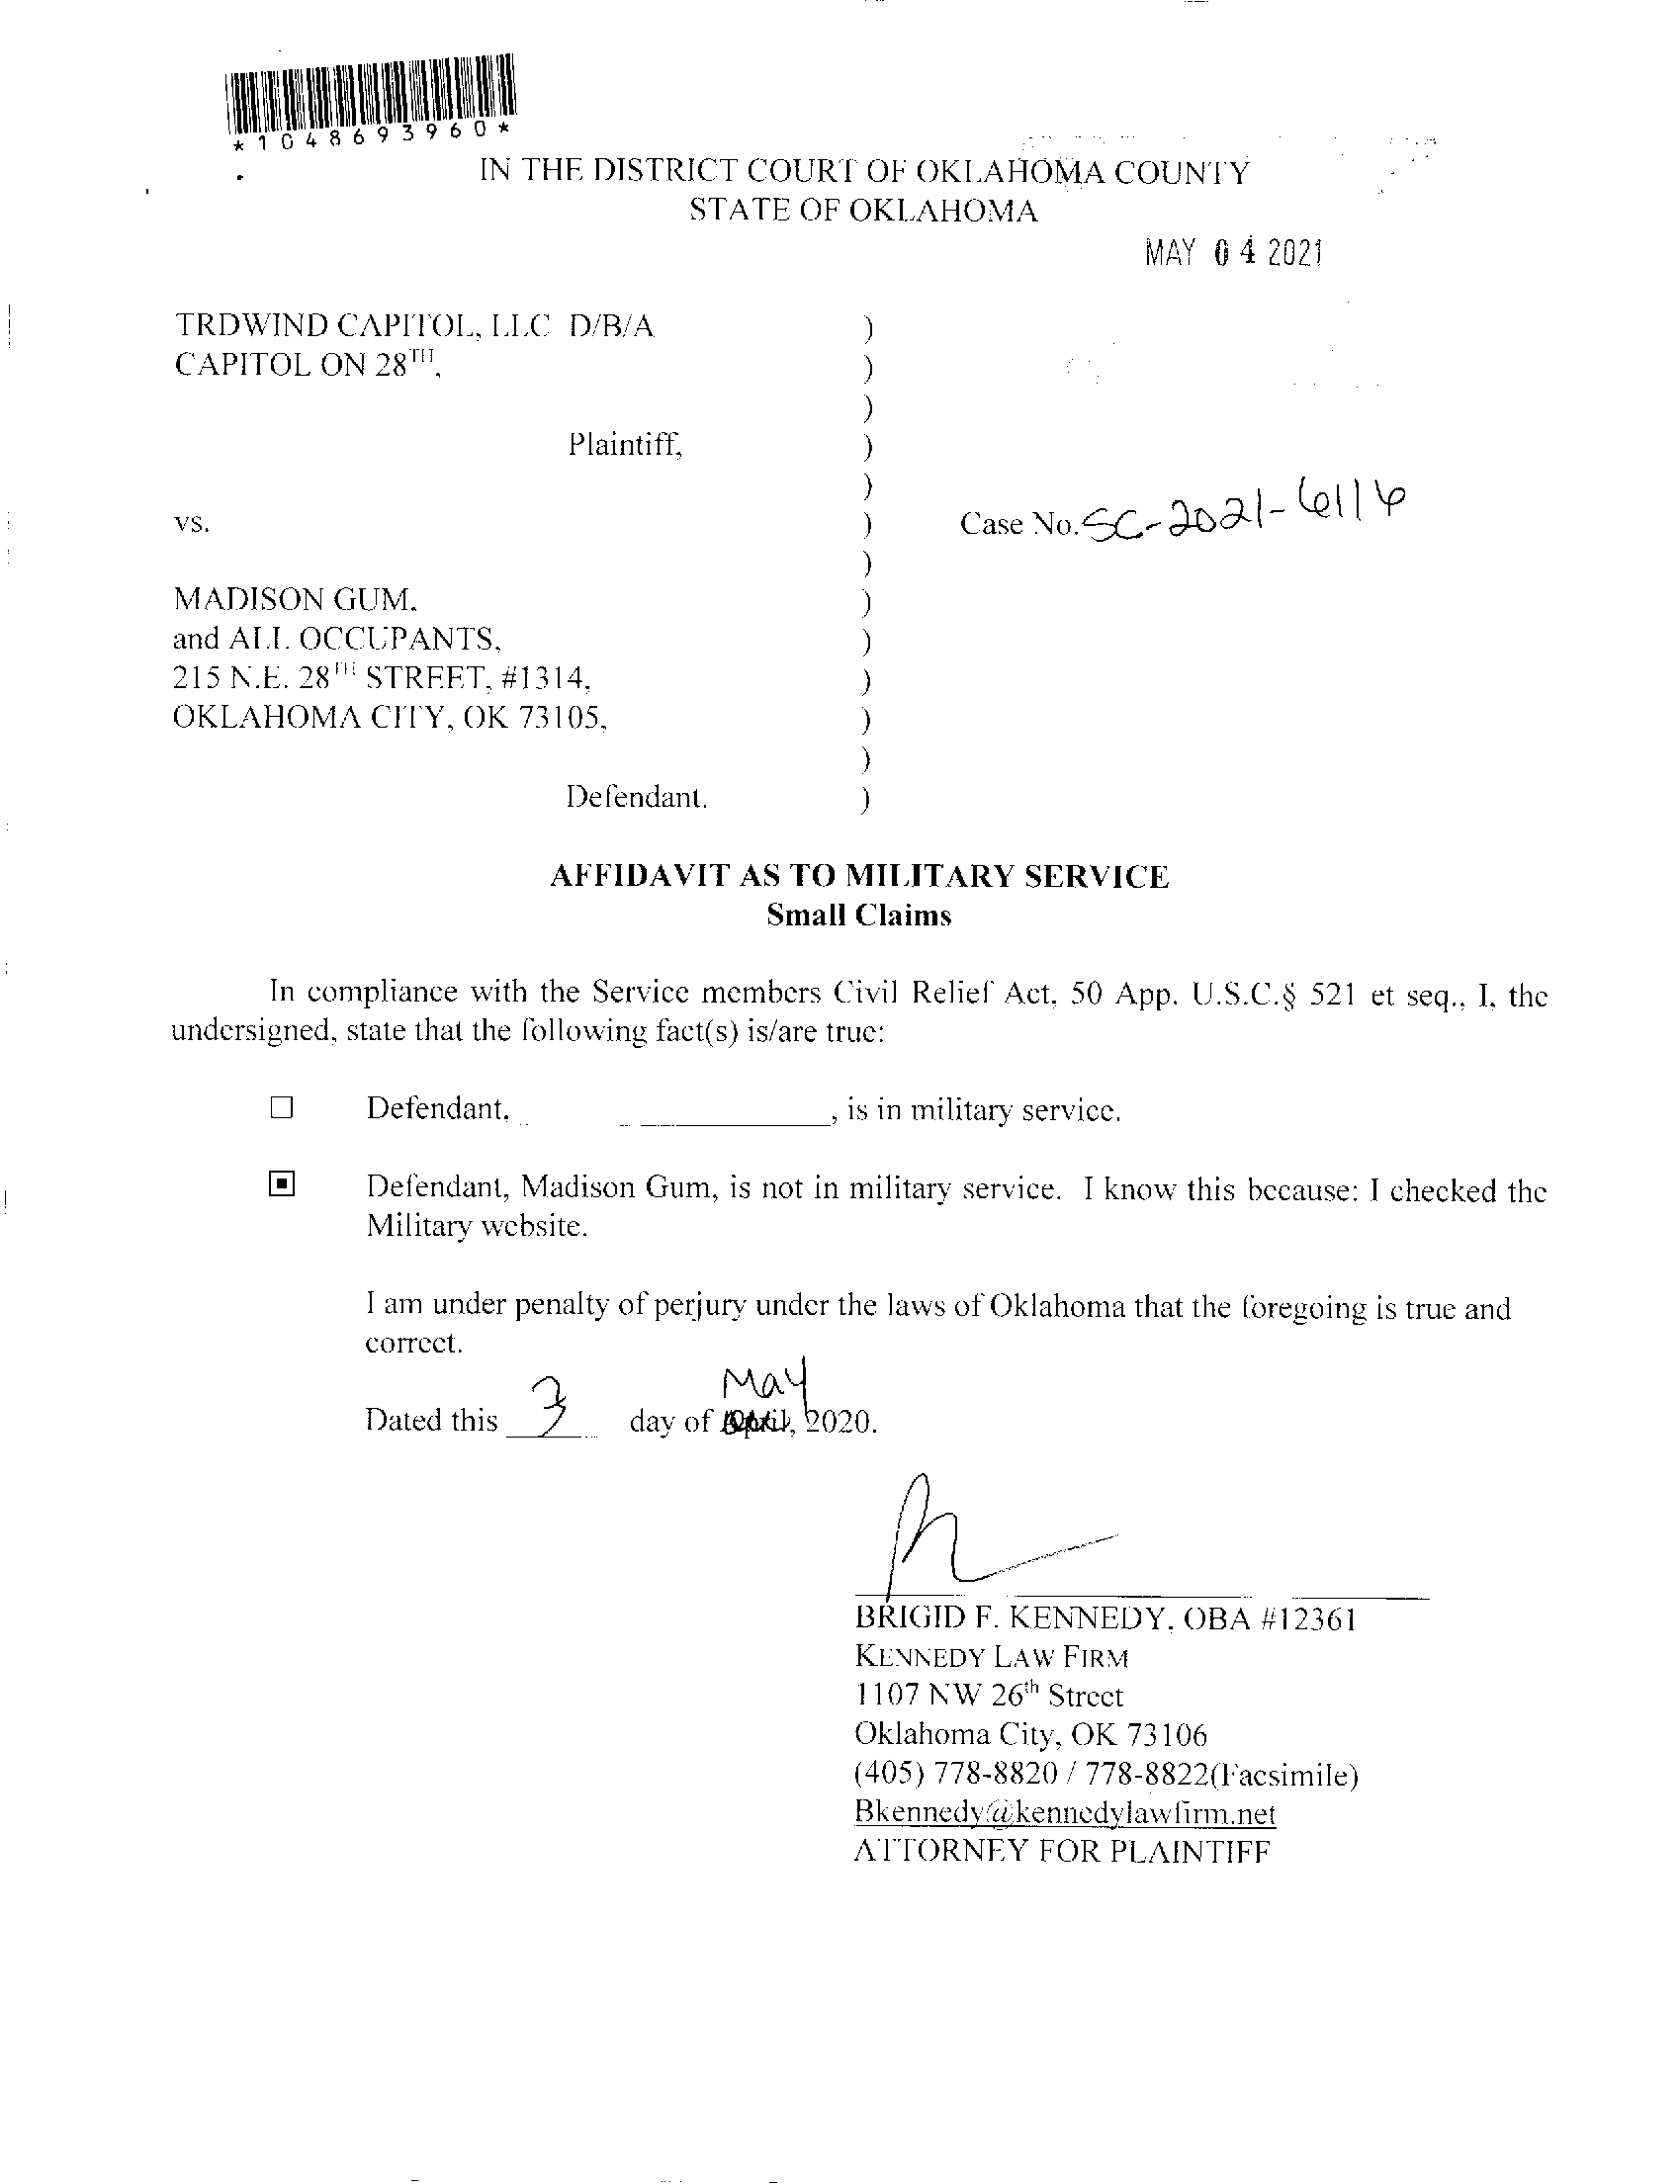 *1048693960*
IN THE DISTRICT COURT OF OKLAHOMA COUNTY
STATE OF OKLAHOMA
MAY 04 2021
TRDWIND CAPITOL, LLC D/B/A )
CAPITOL ON 28TH, )
)
Plaintiff, )
)
vs. ) Case No. SC-2021-6116
)
MADISON GUM, )
and ALL OCCUPANTS, )
215 N.E. 28TH STREET, #1314, )
OKLAHOMA CITY, OK 73105, )
)
Defendant. )
AFFIDAVIT AS TO MILITARY SERVICE
Small Claims
In compliance with the Service members Civil Relief Act, 50 App. U.S.C.§ 521 et seq., I, the
undersigned, state that the following fact(s) is/are true:
☐ Defendant, ____________, is in military service.
▣ Defendant, Madison Gum, is not in military service. I know this because: I checked the
Military website.
I am under penalty of perjury under the laws of Oklahoma that the foregoing is true and
correct.
May
Dated this 3 day of April, 2020.
BRIGID F. KENNEDY, OBA #12361
KENNEDY LAW FIRM
1107 NW 26th Street
Oklahoma City, OK 73106
(405) 778-8820 / 778-8822(Facsimile)
Bkennedy@kennedylawfirm.net
ATTORNEY FOR PLAINTIFF